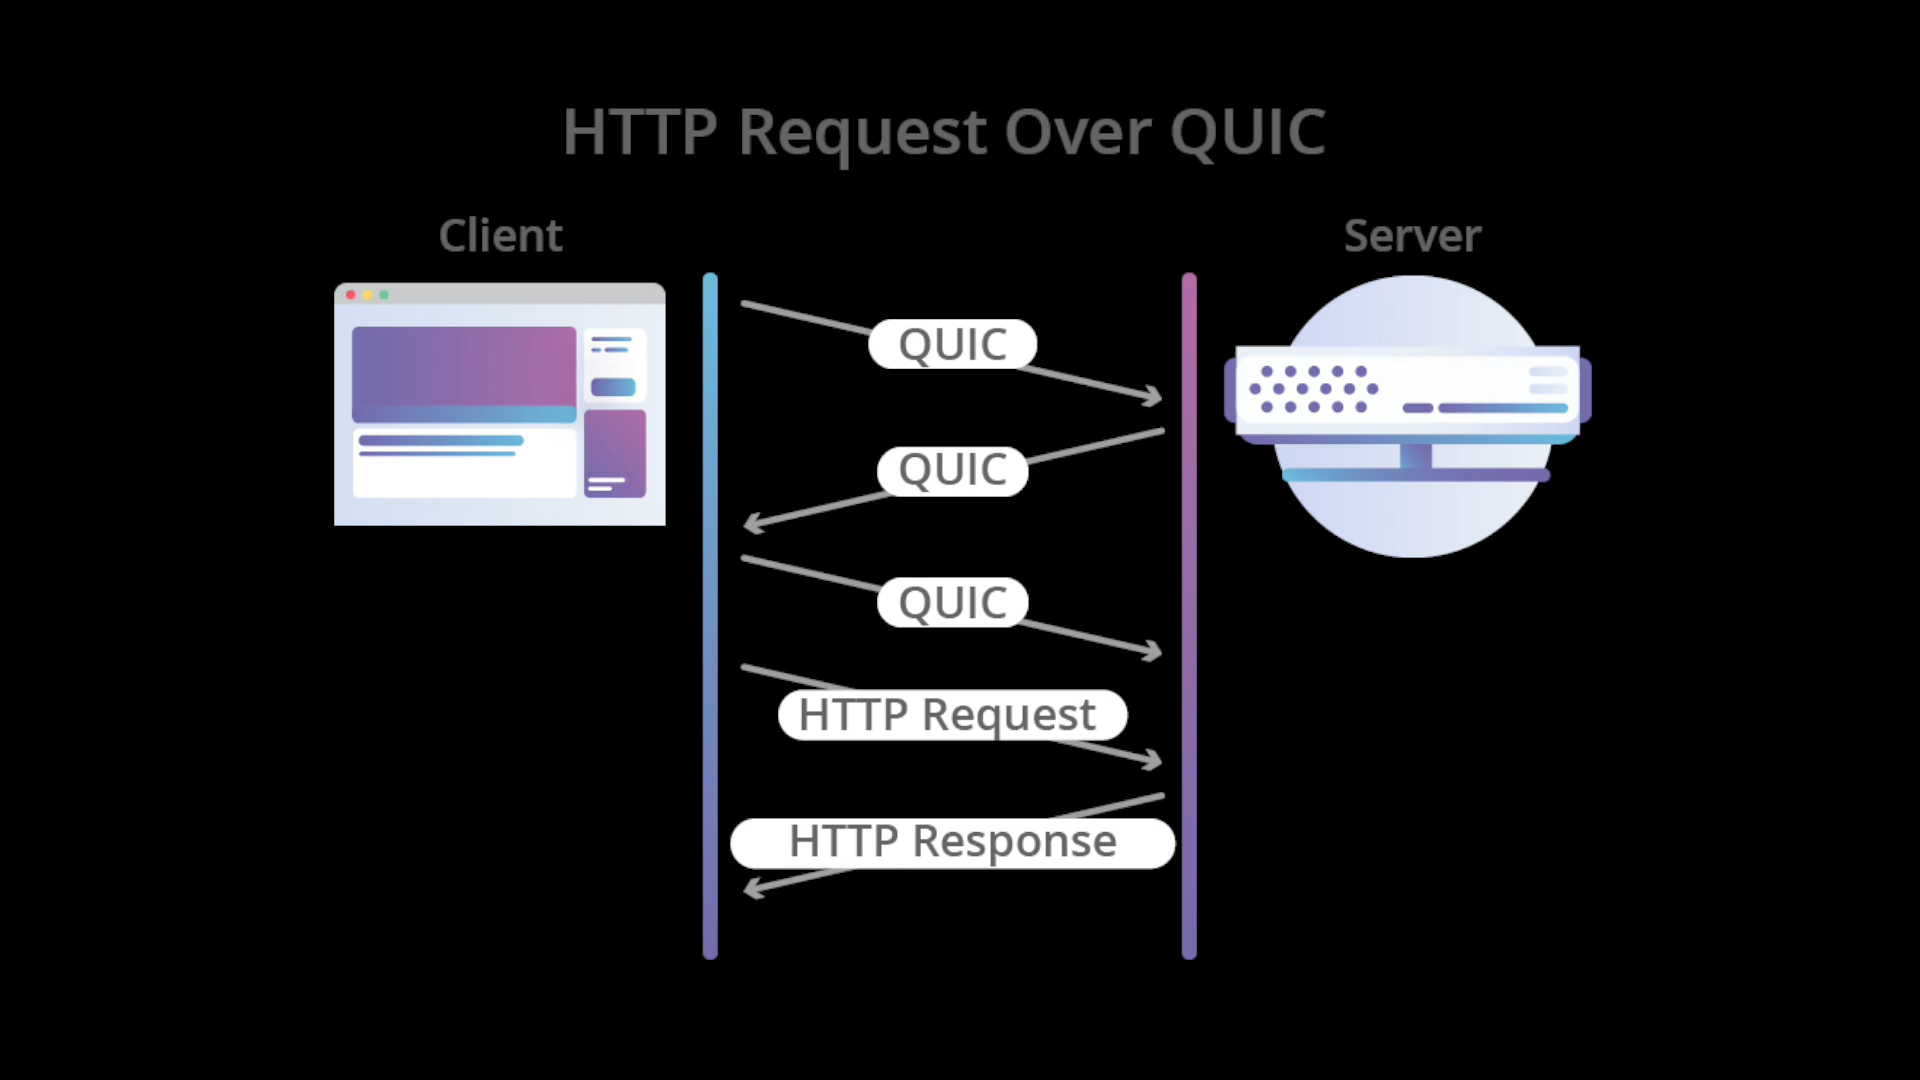 HTTP Request Over QUIC
Client
Server
QUIC
QUIC
QUIC
HTTP Request
HTTP Response